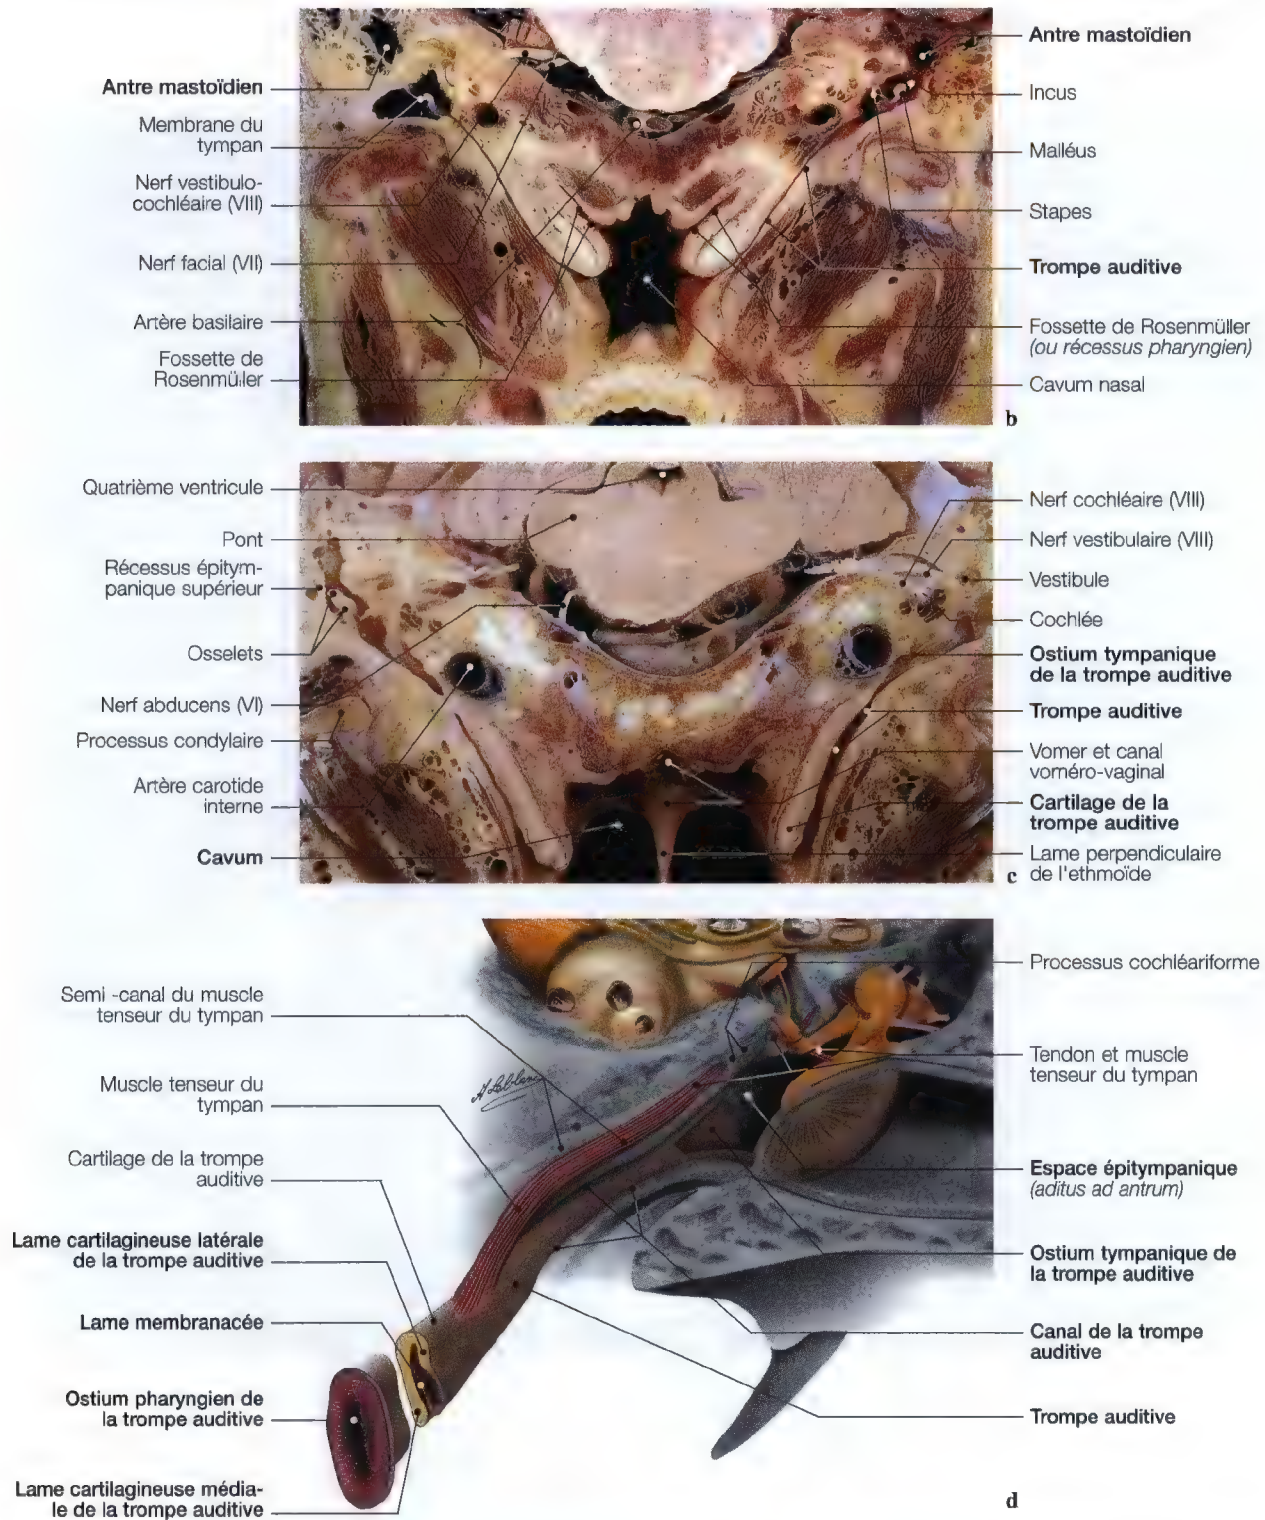 Antre mastoïdien
Membrane du
tympan
Nerf vestibulo-
cochléaire (VIII)
Nerf facial (VII)
Artère basilaire
Fossette de
Rosenmüller
Antre mastoïdien
Incus
Malléus
Stapes
Trompe auditive
Fossette de Rosenmüller
(ou récessus pharyngien)
Cavum nasal
b
Quatrième ventricule
Pont
Récessus épitym-
panique supérieur
Osselets
Nerf abducens (VI)
Processus condylaire
Artère carotide
interne
Cavum
Nerf cochléaire (VIII)
Nerf vestibulaire (VIII)
Vestibule
Cochlée
Ostium tympanique
de la trompe auditive
Trompe auditive
Vomer et canal
voméro-vaginal
Cartilage de la
trompe auditive
Lame perpendiculaire
de l'ethmoïde
c
Semi-canal du muscle
tenseur du tympan
Muscle tenseur du
tympan
Cartilage de la trompe
auditive
Lame cartilagineuse latérale
de la trompe auditive
Lame membranacée
Ostium pharyngien de
la trompe auditive
Lame cartilagineuse média-
le de la trompe auditive
Processus cochléariforme
Tendon et muscle
tenseur du tympan
Espace épitympanique
(aditus ad antrum)
Ostium tympanique de
la trompe auditive
Canal de la trompe
auditive
Trompe auditive
d